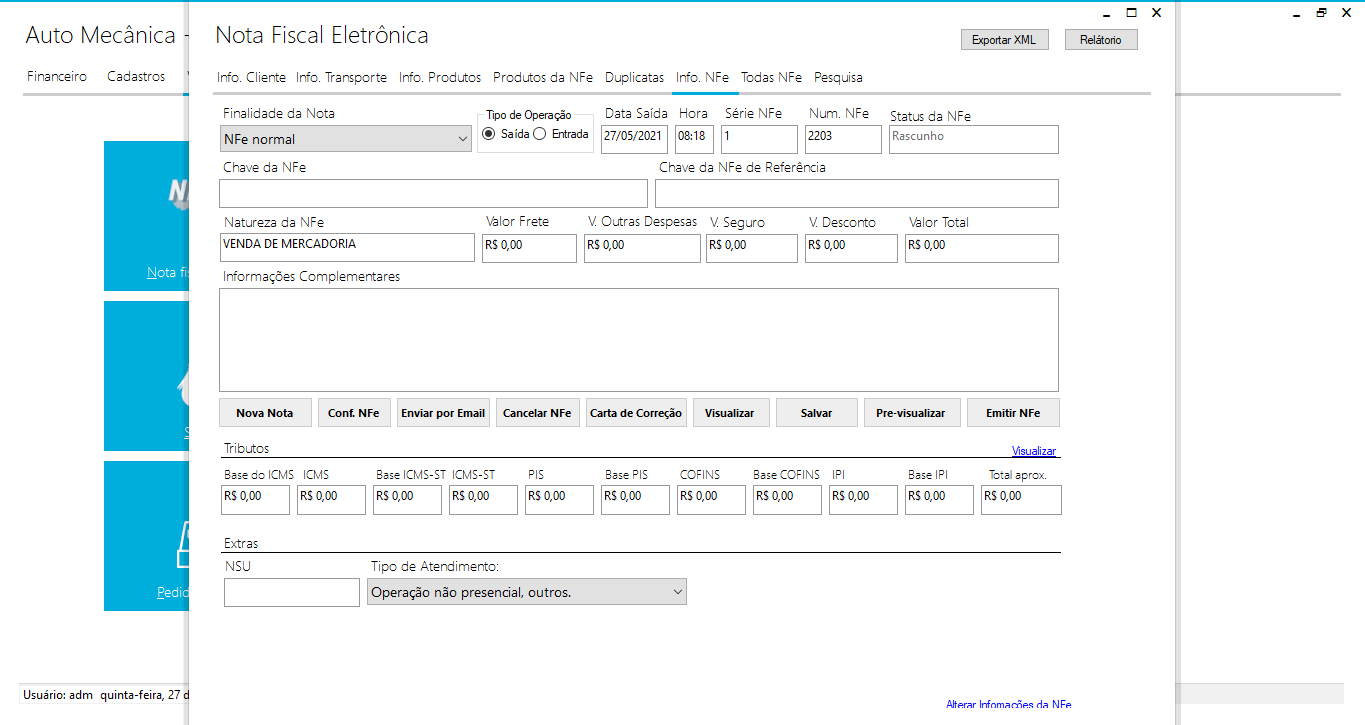 Auto Mecânica -
Financeiro Cadastros
Nota fis
Pedid
Usuário: adm quinta-feira, 27 d
Nota Fiscal Eletrônica
Exportar XML Relátorio
Info. Cliente Info. Transporte Info. Produtos Produtos da NFe Duplicatas Info. NFe Todas NFe Pesquisa
Finalidade da Nota Tipo de Operação Data Saída Hora Série NFe Num. NFe Status da NFe
NFe normal Saída Entrada 27/05/2021 08:18 1 2203 Rascunho
Chave da NFe Chave da NFe de Referência
Natureza da NFe Valor Frete V. Outras Despesas V. Seguro V. Desconto Valor Total
VENDA DE MERCADORIA R$ 0,00 R$ 0,00 R$ 0,00 R$ 0,00 R$ 0,00
Informações Complementares
Nova Nota Conf. NFe Enviar por Email Cancelar NFe Carta de Correção Visualizar Salvar Pre-visualizar Emitir NFe
Tributos Visualizar
Base do ICMS ICMS Base ICMS-ST ICMS-ST PIS Base PIS COFINS Base COFINS IPI Base IPI Total aprox.
R$ 0,00 R$ 0,00 R$ 0,00 R$ 0,00 R$ 0,00 R$ 0,00 R$ 0,00 R$ 0,00 R$ 0,00 R$ 0,00 R$ 0,00
Extras
NSU Tipo de Atendimento:
Operação não presencial, outros.
Alterar Infomações da NFe